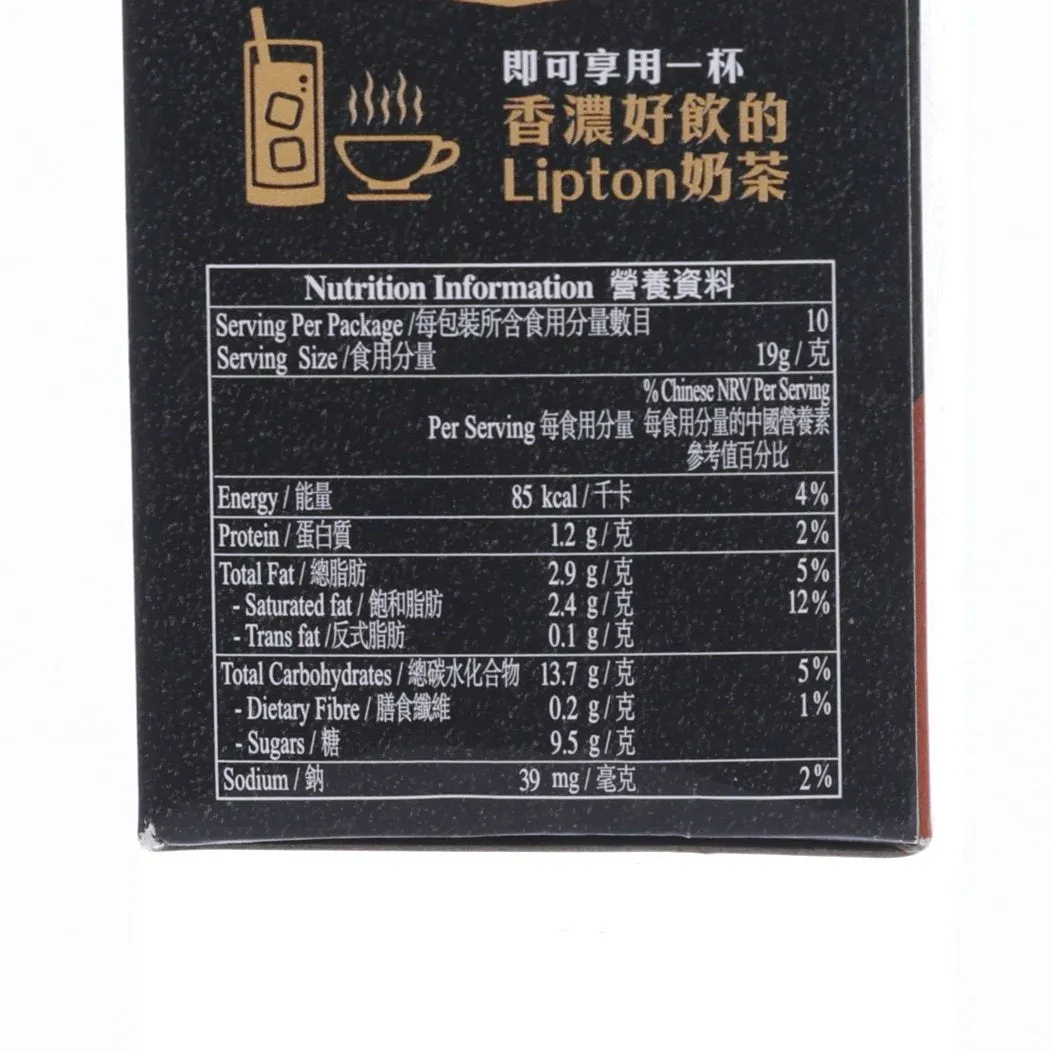 即可享用一杯
香濃好飲的
Lipton奶茶
Nutrition Information 營養資料
Serving Per Package /每包裝所含食用分量數目 10
Serving Size /食用分量 19g / 克
% Chinese NRV Per Serving
Per Serving 每食用分量 每食用分量的中國營養素
參考值百分比
Energy / 能量 85 kcal / 千卡 4%
Protein / 蛋白質 1.2 g / 克 2%
Total Fat / 總脂肪 2.9 g / 克 5%
- Saturated fat / 飽和脂肪 2.4 g / 克 12%
- Trans fat /反式脂肪 0.1 g / 克
Total Carbohydrates / 總碳水化合物 13.7 g / 克 5%
- Dietary Fibre / 膳食纖維 0.2 g / 克 1%
- Sugars / 糖 9.5 g / 克
Sodium / 鈉 39 mg / 毫克 2%